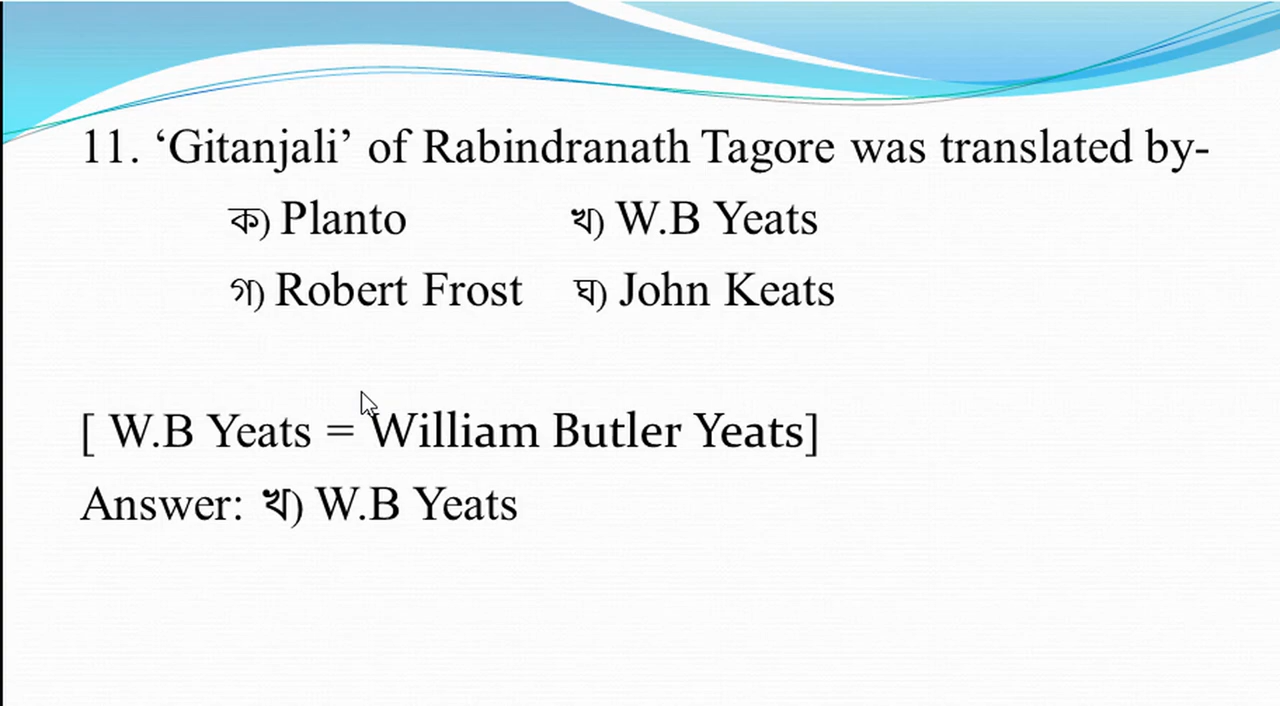 11. ‘Gitanjali’ of Rabindranath Tagore was translated by-
ক) Planto খ) W.B Yeats
গ) Robert Frost ঘ) John Keats
[ W.B Yeats = William Butler Yeats]
Answer: খ) W.B Yeats